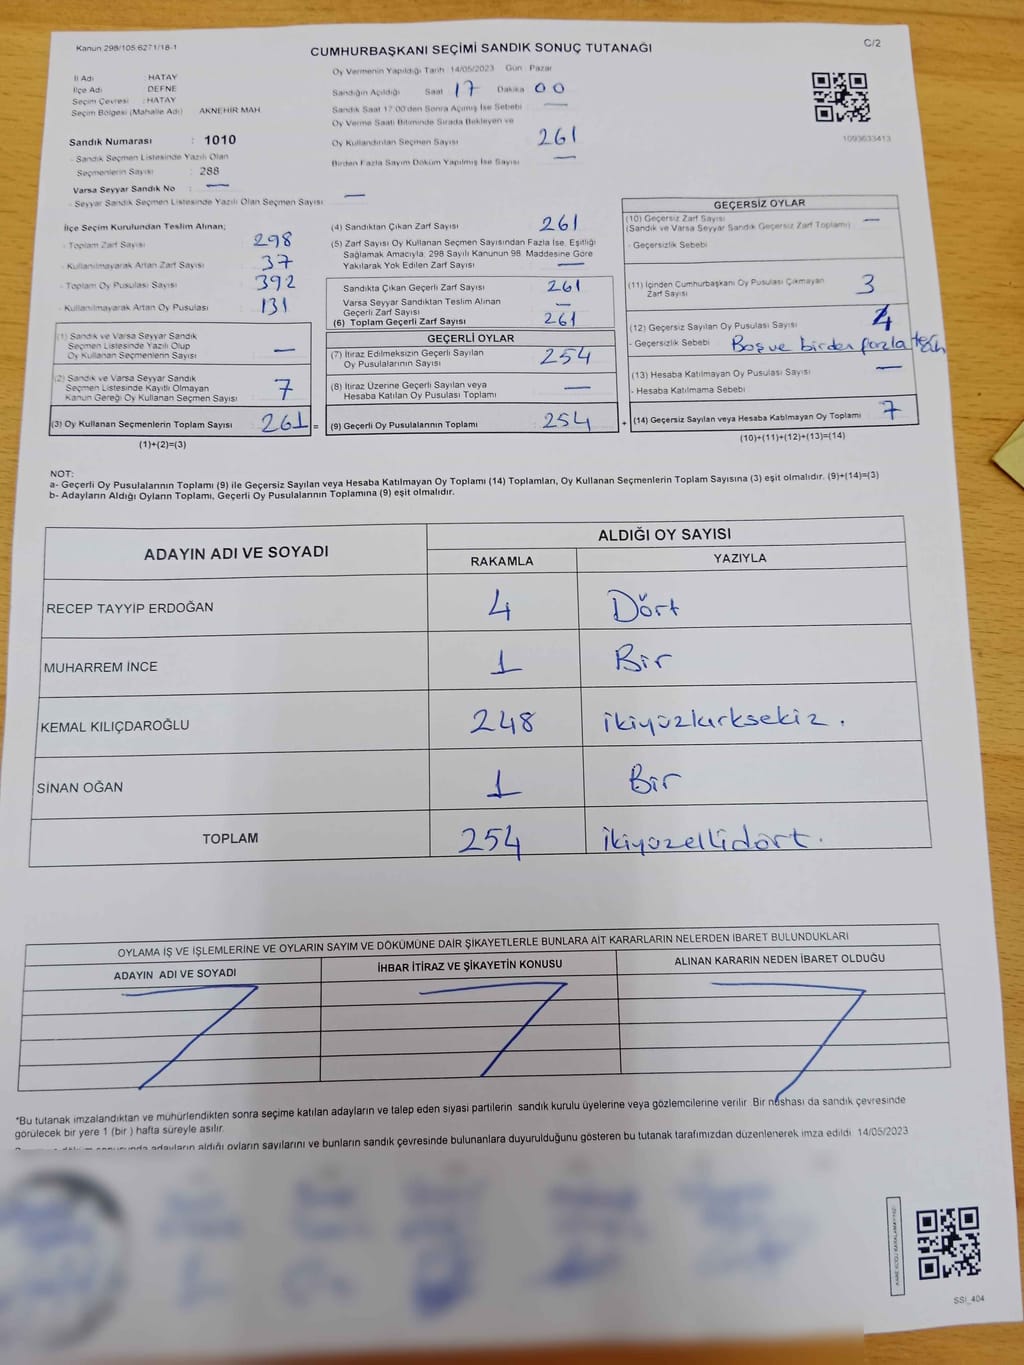 Kanun 298/105;6271/18-1
CUMHURBAŞKANI SEÇİMİ SANDIK SONUÇ TUTANAĞI
C/2
İl Adı : HATAY
İlçe Adı : DEFNE
Seçim Çevresi : HATAY
Seçim Bölgesi (Mahalle Adı) AKNEHİR MAH.
Sandık Numarası : 1010
- Sandık Seçmen Listesinde Yazılı Olan
Seçmenlerin Sayısı : 288
Varsa Seyyar Sandık No : —
- Seyyar Sandık Seçmen Listesinde Yazılı Olan Seçmen Sayısı —
Oy Vermenin Yapıldığı Tarih :14/05/2023 Gün : Pazar
Sandığın Açıldığı Saat 17 Dakika 00
Sandık Saat 17:00'den Sonra Açılmış İse Sebebi —
Oy Verme Saati Bitiminde Sırada Bekleyen ve
Oy Kullandırılan Seçmen Sayısı 261
Birden Fazla Sayım Döküm Yapılmış İse Sayısı —
1093633413
İlçe Seçim Kurulundan Teslim Alınan;
- Toplam Zarf Sayısı 298
- Kullanılmayarak Artan Zarf Sayısı 37
- Toplam Oy Pusulası Sayısı 392
- Kullanılmayarak Artan Oy Pusulası 131
(1) Sandık ve Varsa Seyyar Sandık
Seçmen Listesinde Yazılı Olup
Oy Kullanan Seçmenlerin Sayısı —
(2) Sandık ve Varsa Seyyar Sandık
Seçmen Listesinde Kayıtlı Olmayan
Kanun Gereği Oy Kullanan Seçmen Sayısı 7
(3) Oy Kullanan Seçmenlerin Toplam Sayısı 261 =
(1)+(2)=(3)
(4) Sandıktan Çıkan Zarf Sayısı 261
(5) Zarf Sayısı Oy Kullanan Seçmen Sayısından Fazla İse, Eşitliği
Sağlamak Amacıyla, 298 Sayılı Kanunun 98. Maddesine Göre
Yakılarak Yok Edilen Zarf Sayısı —
Sandıkta Çıkan Geçerli Zarf Sayısı 261
Varsa Seyyar Sandıktan Teslim Alınan
Geçerli Zarf Sayısı —
(6) Toplam Geçerli Zarf Sayısı 261
GEÇERLİ OYLAR
(7) İtiraz Edilmeksizin Geçerli Sayılan
Oy Pusulalarının Sayısı 254
(8) İtiraz Üzerine Geçerli Sayılan veya
Hesaba Katılan Oy Pusulası Toplamı —
(9) Geçerli Oy Pusulalarının Toplamı 254 +
GEÇERSİZ OYLAR
(10) Geçersiz Zarf Sayısı —
(Sandık ve Varsa Seyyar Sandık Geçersiz Zarf Toplamı)
- Geçersizlik Sebebi
(11) İçinden Cumhurbaşkanı Oy Pusulası Çıkmayan
Zarf Sayısı 3
(12) Geçersiz Sayılan Oy Pusulası Sayısı 4
- Geçersizlik Sebebi Boş ve birden fazla tercih
(13) Hesaba Katılmayan Oy Pusulası Sayısı —
- Hesaba Katılmama Sebebi
(14) Geçersiz Sayılan veya Hesaba Katılmayan Oy Toplamı 7
(10)+(11)+(12)+(13)=(14)
NOT:
a- Geçerli Oy Pusulalarının Toplamı (9) ile Geçersiz Sayılan veya Hesaba Katılmayan Oy Toplamı (14) Toplamları, Oy Kullanan Seçmenlerin Toplam Sayısına (3) eşit olmalıdır. (9)+(14)=(3)
b- Adayların Aldığı Oyların Toplamı, Geçerli Oy Pusulalarının Toplamına (9) eşit olmalıdır.
ADAYIN ADI VE SOYADI
ALDIĞI OY SAYISI
RAKAMLA YAZIYLA
RECEP TAYYİP ERDOĞAN 4 Dört
MUHARREM İNCE 1 Bir
KEMAL KILIÇDAROĞLU 248 ikiyüzkırksekiz.
SİNAN OĞAN 1 Bir
TOPLAM 254 ikiyüzellidört.
OYLAMA İŞ VE İŞLEMLERİNE VE OYLARIN SAYIM VE DÖKÜMÜNE DAİR ŞİKAYETLERLE BUNLARA AİT KARARLARIN NELERDEN İBARET BULUNDUKLARI
ADAYIN ADI VE SOYADI İHBAR İTİRAZ VE ŞİKAYETİN KONUSU ALINAN KARARIN NEDEN İBARET OLDUĞU
*Bu tutanak imzalandıktan ve mühürlendikten sonra seçime katılan adayların ve talep eden siyasi partilerin sandık kurulu üyelerine veya gözlemcilerine verilir. Bir nüshası da sandık çevresinde
görülecek bir yere 1 (bir ) hafta süreyle asılır.
adayların aldığı oyların sayılarını ve bunların sandık çevresinde bulunanlara duyurulduğunu gösteren bu tutanak tarafımızdan düzenlenerek imza edildi. 14/05/2023
SSI_404